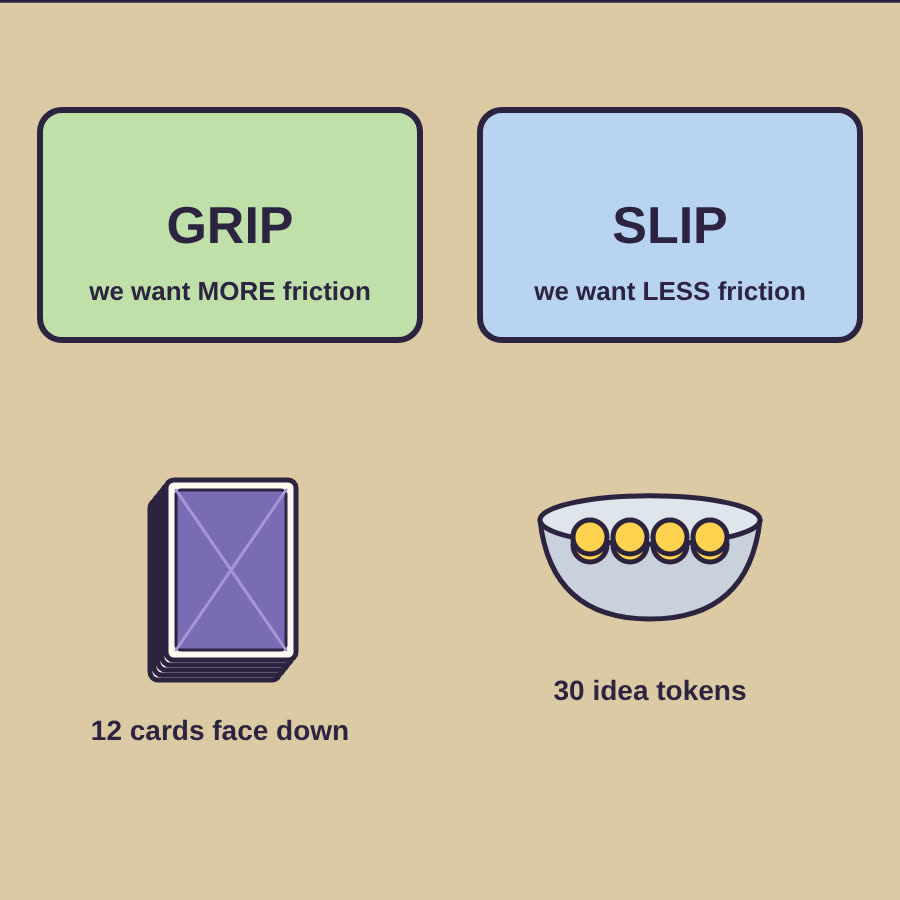 GRIP
we want MORE friction
SLIP
we want LESS friction
12 cards face down
30 idea tokens